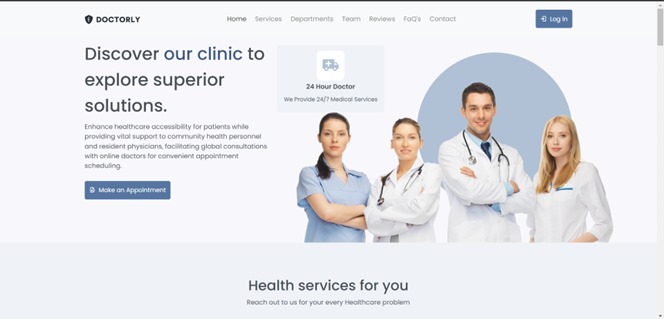 DOCTORLY
Home Services Departments Team Reviews FaQ's Contact
Log in
Discover our clinic to
explore superior
solutions.
Enhance healthcare accessibility for patients while
providing vital support to community health personnel
and resident physicians, facilitating global consultations
with online doctors for convenient appointment
scheduling.
Make an Appointment
24 Hour Doctor
We Provide 24/7 Medical Services
Health services for you
Reach out to us for your every Healthcare problem